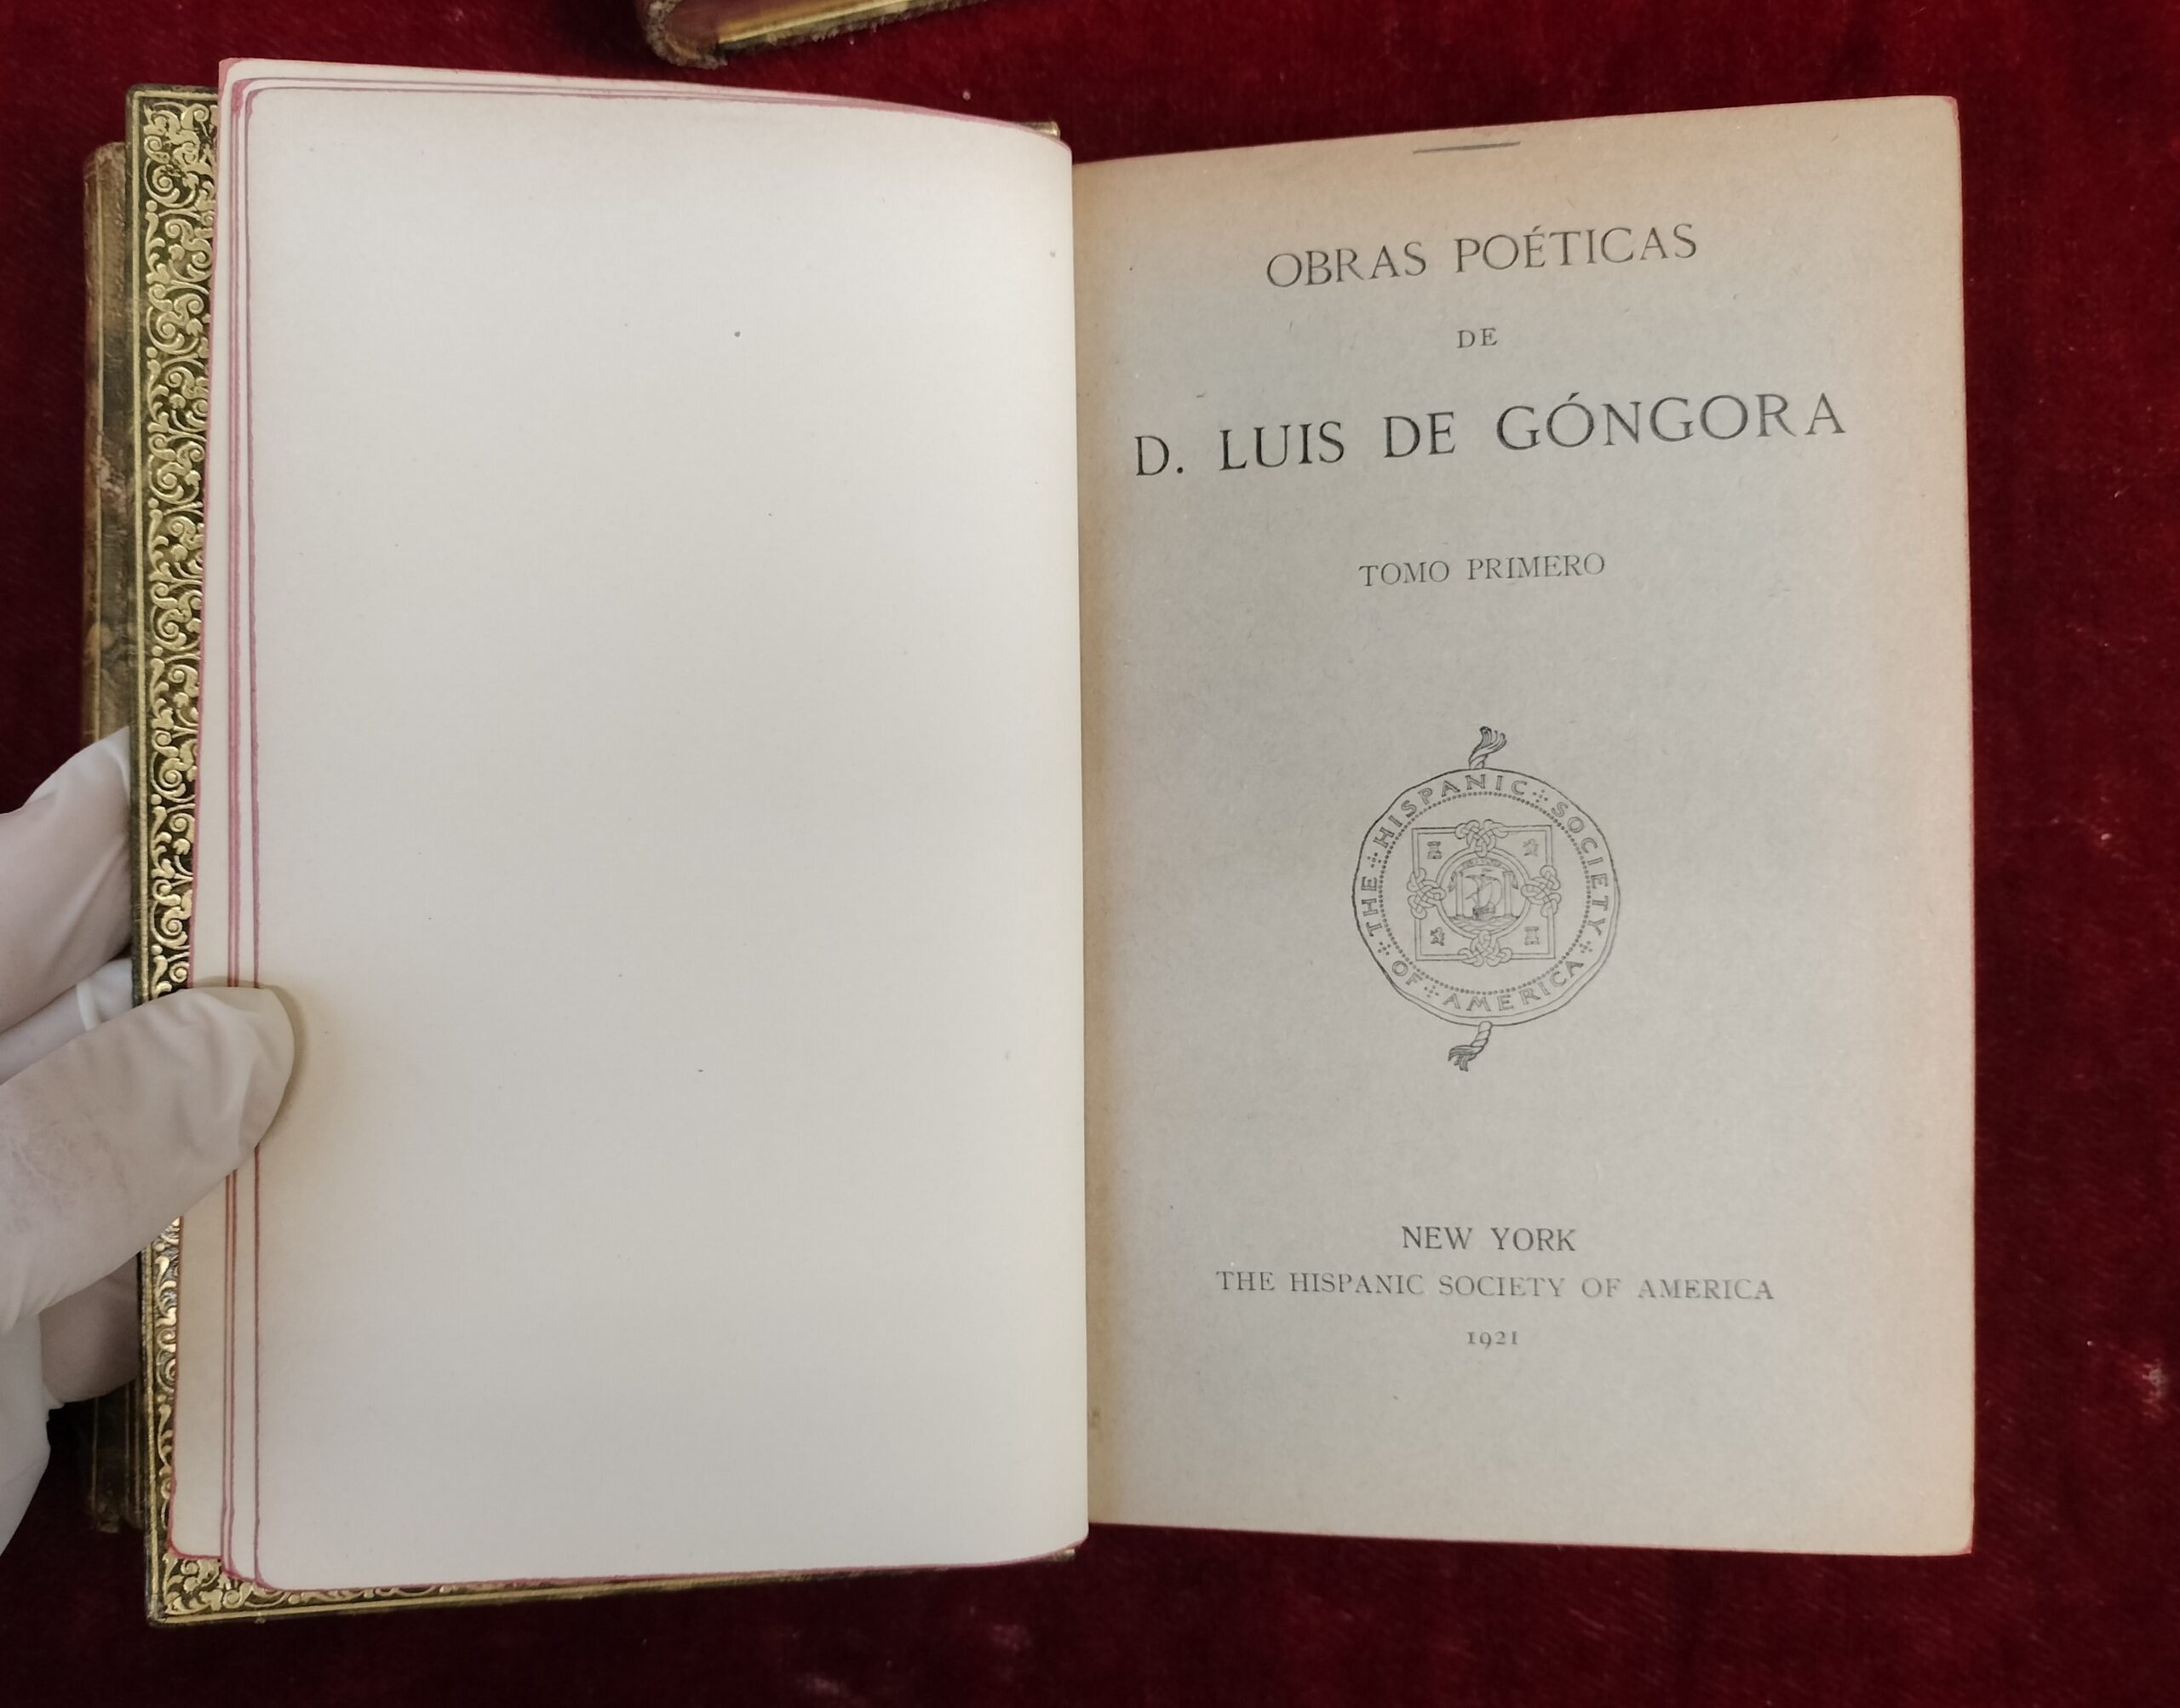 OBRAS POÉTICAS
DE
D. LUIS DE GÓNGORA
TOMO PRIMERO
THE HISPANIC SOCIETY OF AMERICA
NEW YORK
THE HISPANIC SOCIETY OF AMERICA
1921